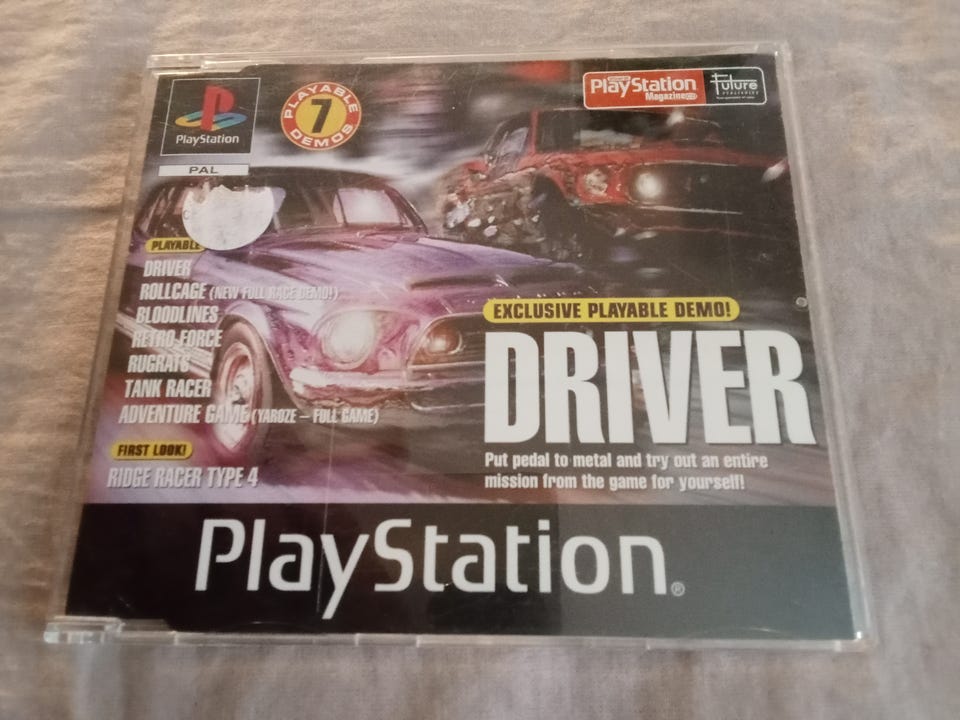 PlayStation
PAL
PLAYABLE
7
DEMOS
PlayStation
Magazine
Future
PLAYABLE
DRIVER
ROLLCAGE (NEW FULL RACE DEMO!)
BLOODLINES
RETRO FORCE
RUGRATS
TANK RACER
ADVENTURE GAME (YAROZE – FULL GAME)
FIRST LOOK!
RIDGE RACER TYPE 4
EXCLUSIVE PLAYABLE DEMO!
DRIVER
Put pedal to metal and try out an entire
mission from the game for yourself!
PlayStation®